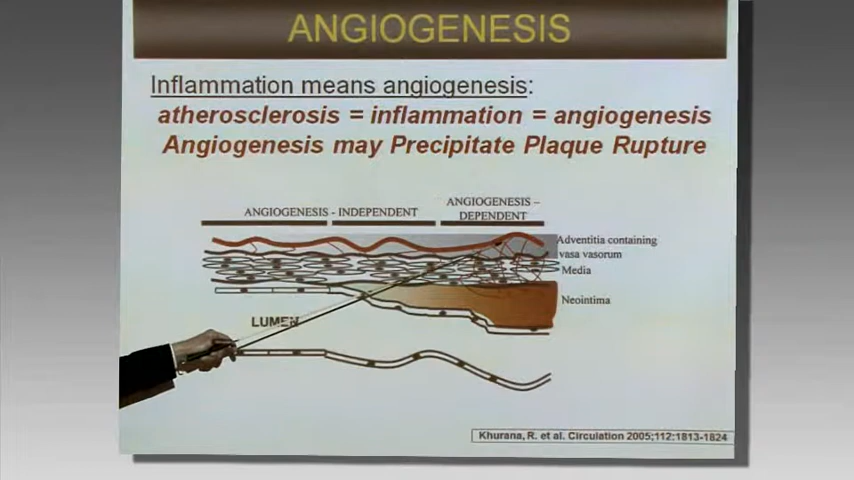 ANGIOGENESIS
Inflammation means angiogenesis:
atherosclerosis = inflammation = angiogenesis
Angiogenesis may Precipitate Plaque Rupture
ANGIOGENESIS - INDEPENDENT
ANGIOGENESIS –
DEPENDENT
Adventitia containing
vasa vasorum
Media
Neointima
LUMEN
Khurana, R. et al. Circulation 2005;112:1813-1824